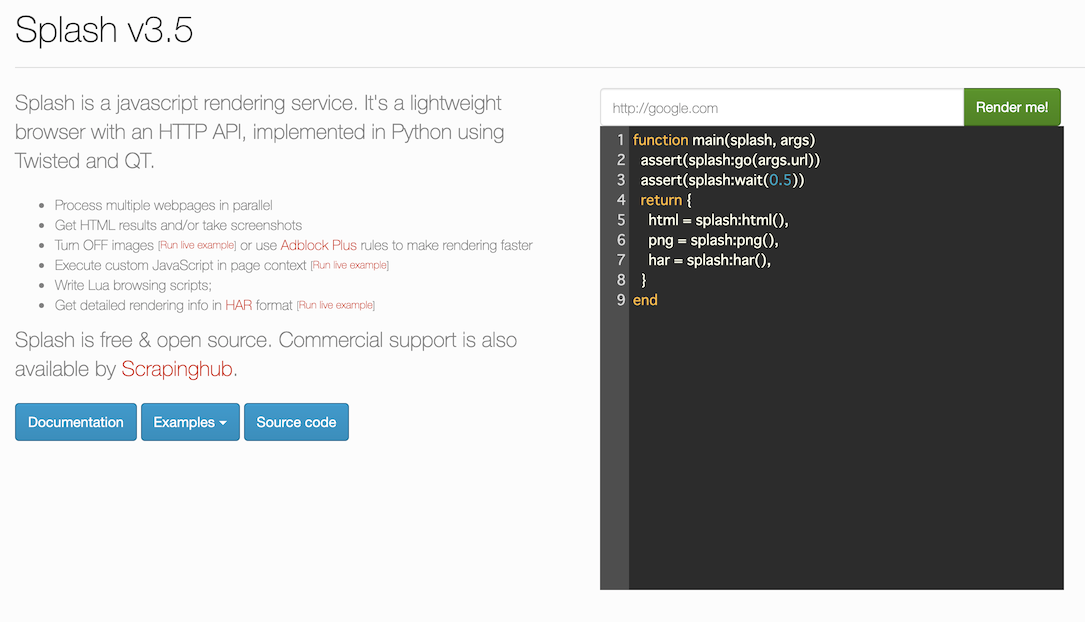 Splash v3.5
Splash is a javascript rendering service. It's a lightweight
browser with an HTTP API, implemented in Python using
Twisted and QT.
Process multiple webpages in parallel
Get HTML results and/or take screenshots
Turn OFF images [Run live example] or use Adblock Plus rules to make rendering faster
Execute custom JavaScript in page context [Run live example]
Write Lua browsing scripts;
Get detailed rendering info in HAR format [Run live example]
Splash is free & open source. Commercial support is also
available by Scrapinghub.
Documentation Examples Source code
http://google.com Render me!
1 function main(splash, args)
2   assert(splash:go(args.url))
3   assert(splash:wait(0.5))
4   return {
5     html = splash:html(),
6     png = splash:png(),
7     har = splash:har(),
8   }
9 end